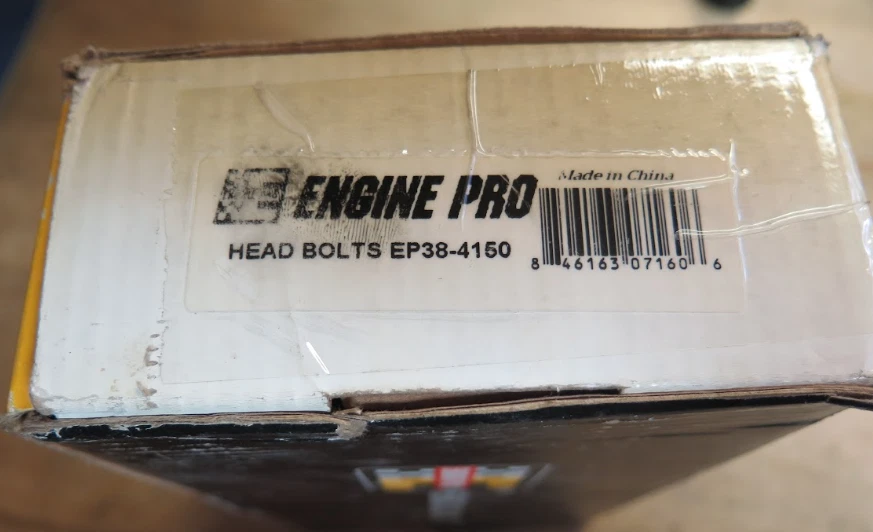 ENGINE PRO
Made in China
HEAD BOLTS EP38-4150
8 46163 07160 6